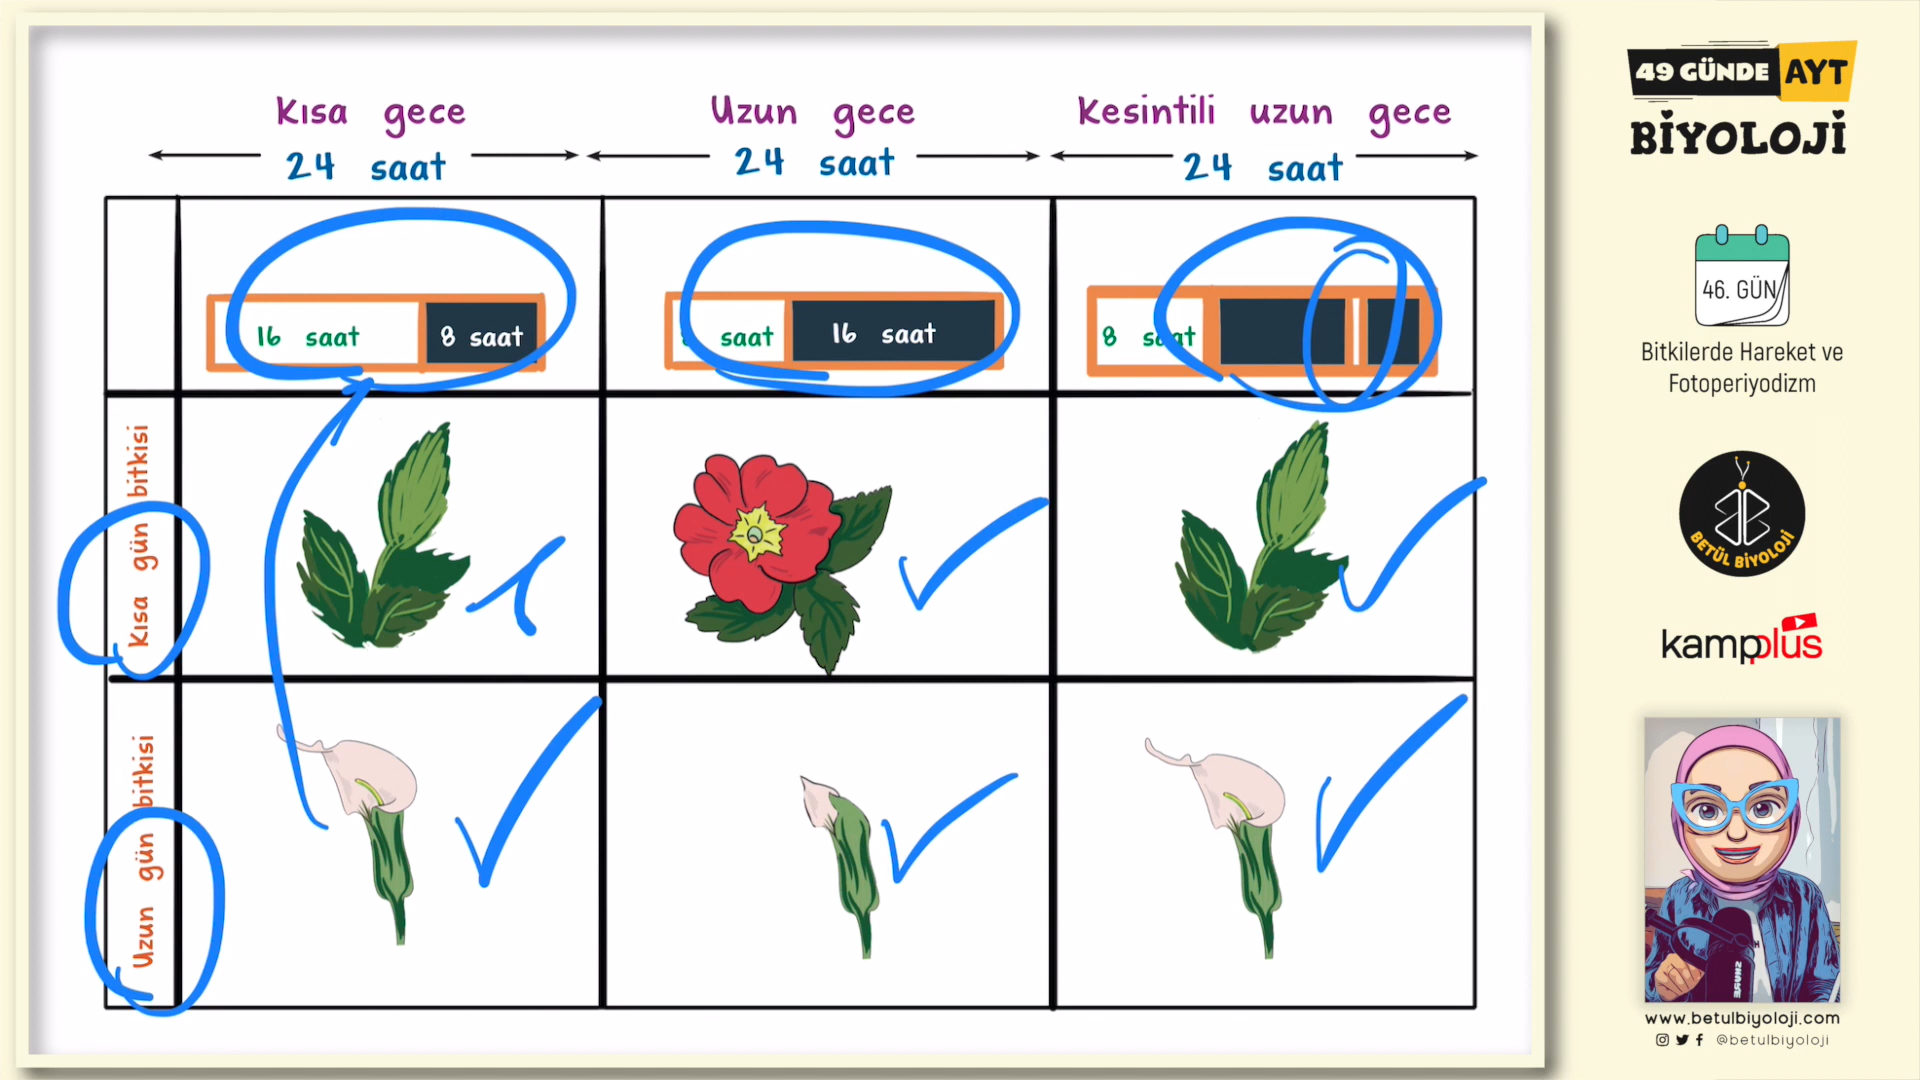 Kısa gece
24 saat
Uzun gece
24 saat
Kesintili uzun gece
24 saat
16 saat
8 saat
saat
16 saat
8 saat
Kısa gün bitkisi
Uzun gün bitkisi
49 GÜNDE AYT
BİYOLOJİ
46. GÜN
Bitkilerde Hareket ve
Fotoperiyodizm
BETÜL BİYOLOJİ
kampplus
www.betulbiyoloji.com
@betulbiyoloji